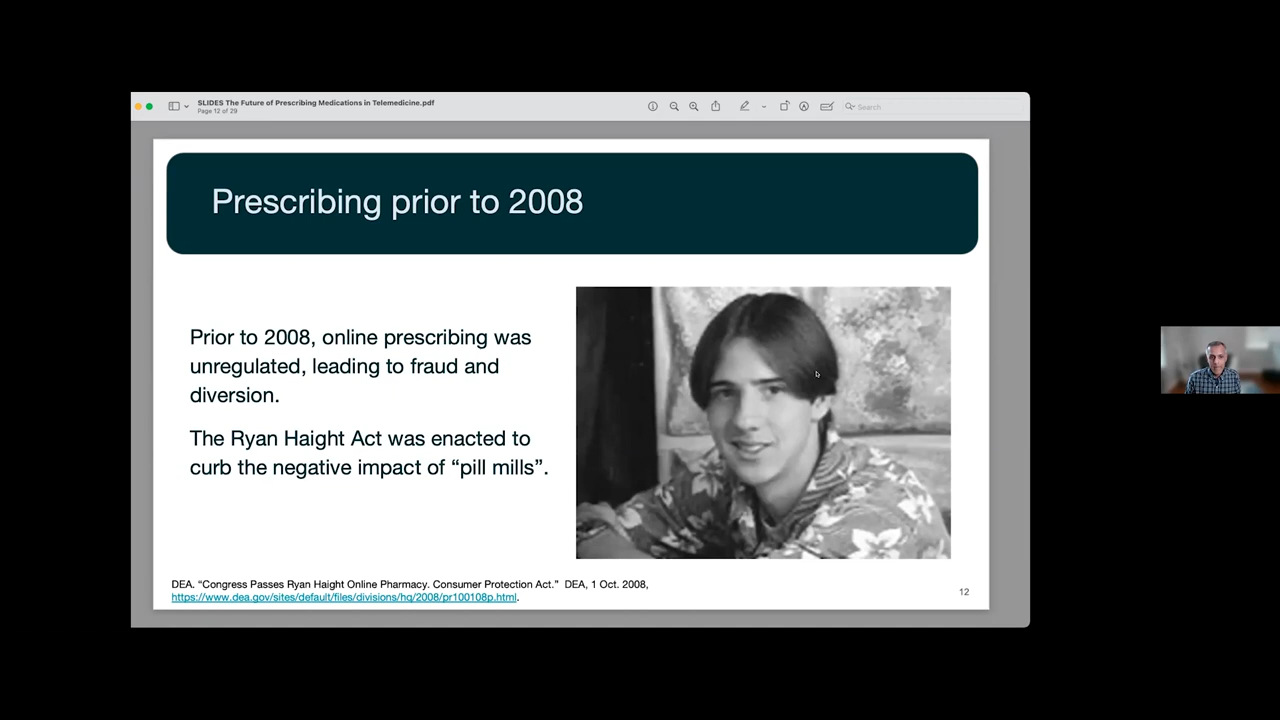 SLIDES The Future of Prescribing Medications in Telemedicine.pdf
Page 12 of 29
Search
Prescribing prior to 2008
Prior to 2008, online prescribing was
unregulated, leading to fraud and
diversion.
The Ryan Haight Act was enacted to
curb the negative impact of “pill mills”.
DEA. “Congress Passes Ryan Haight Online Pharmacy. Consumer Protection Act.” DEA, 1 Oct. 2008,
https://www.dea.gov/sites/default/files/divisions/hq/2008/pr100108p.html.
12